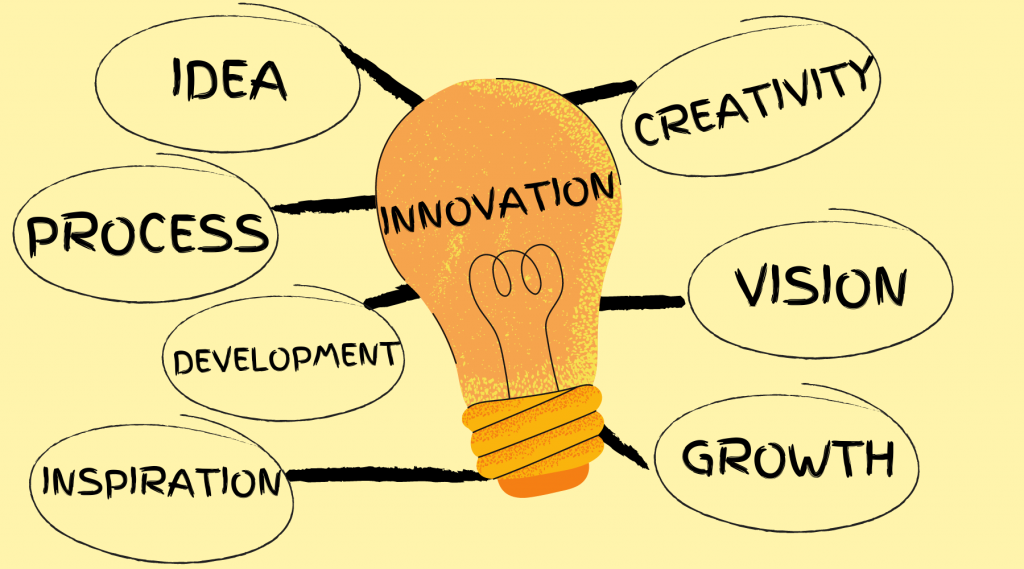 IDEA
CREATIVITY
INNOVATION
PROCESS
VISION
DEVELOPMENT
GROWTH
INSPIRATION